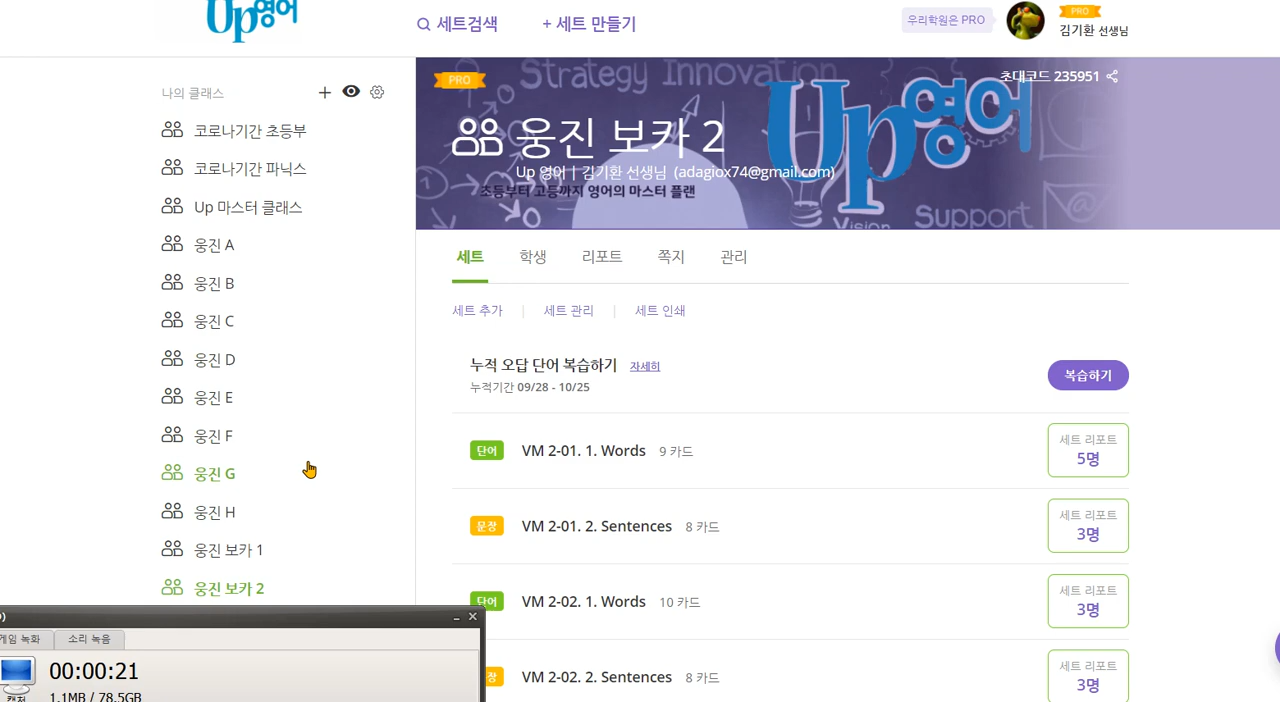 Up영어
세트검색
+ 세트 만들기
우리학원은 PRO
PRO
김기환 선생님
나의 클래스
코로나기간 초등부
코로나기간 파닉스
Up 마스터 클래스
웅진 A
웅진 B
웅진 C
웅진 D
웅진 E
웅진 F
웅진 G
웅진 H
웅진 보카 1
웅진 보카 2
PRO
Strategy Innovation
초대코드 235951
웅진 보카 2
Up영어
Up 영어 | 김기환 선생님 (adagiox74@gmail.com)
초등부터 고등까지 영어의 마스터 플랜
Support
Vision
세트
학생
리포트
쪽지
관리
세트 추가 | 세트 관리 | 세트 인쇄
누적 오답 단어 복습하기 자세히
누적기간 09/28 - 10/25
복습하기
단어 VM 2-01. 1. Words 9 카드
세트 리포트
5명
문장 VM 2-01. 2. Sentences 8 카드
세트 리포트
3명
단어 VM 2-02. 1. Words 10 카드
세트 리포트
3명
장 VM 2-02. 2. Sentences 8 카드
세트 리포트
3명
게임 녹화
소리 녹음
00:00:21
1.1MB / 78.5GB
캡처